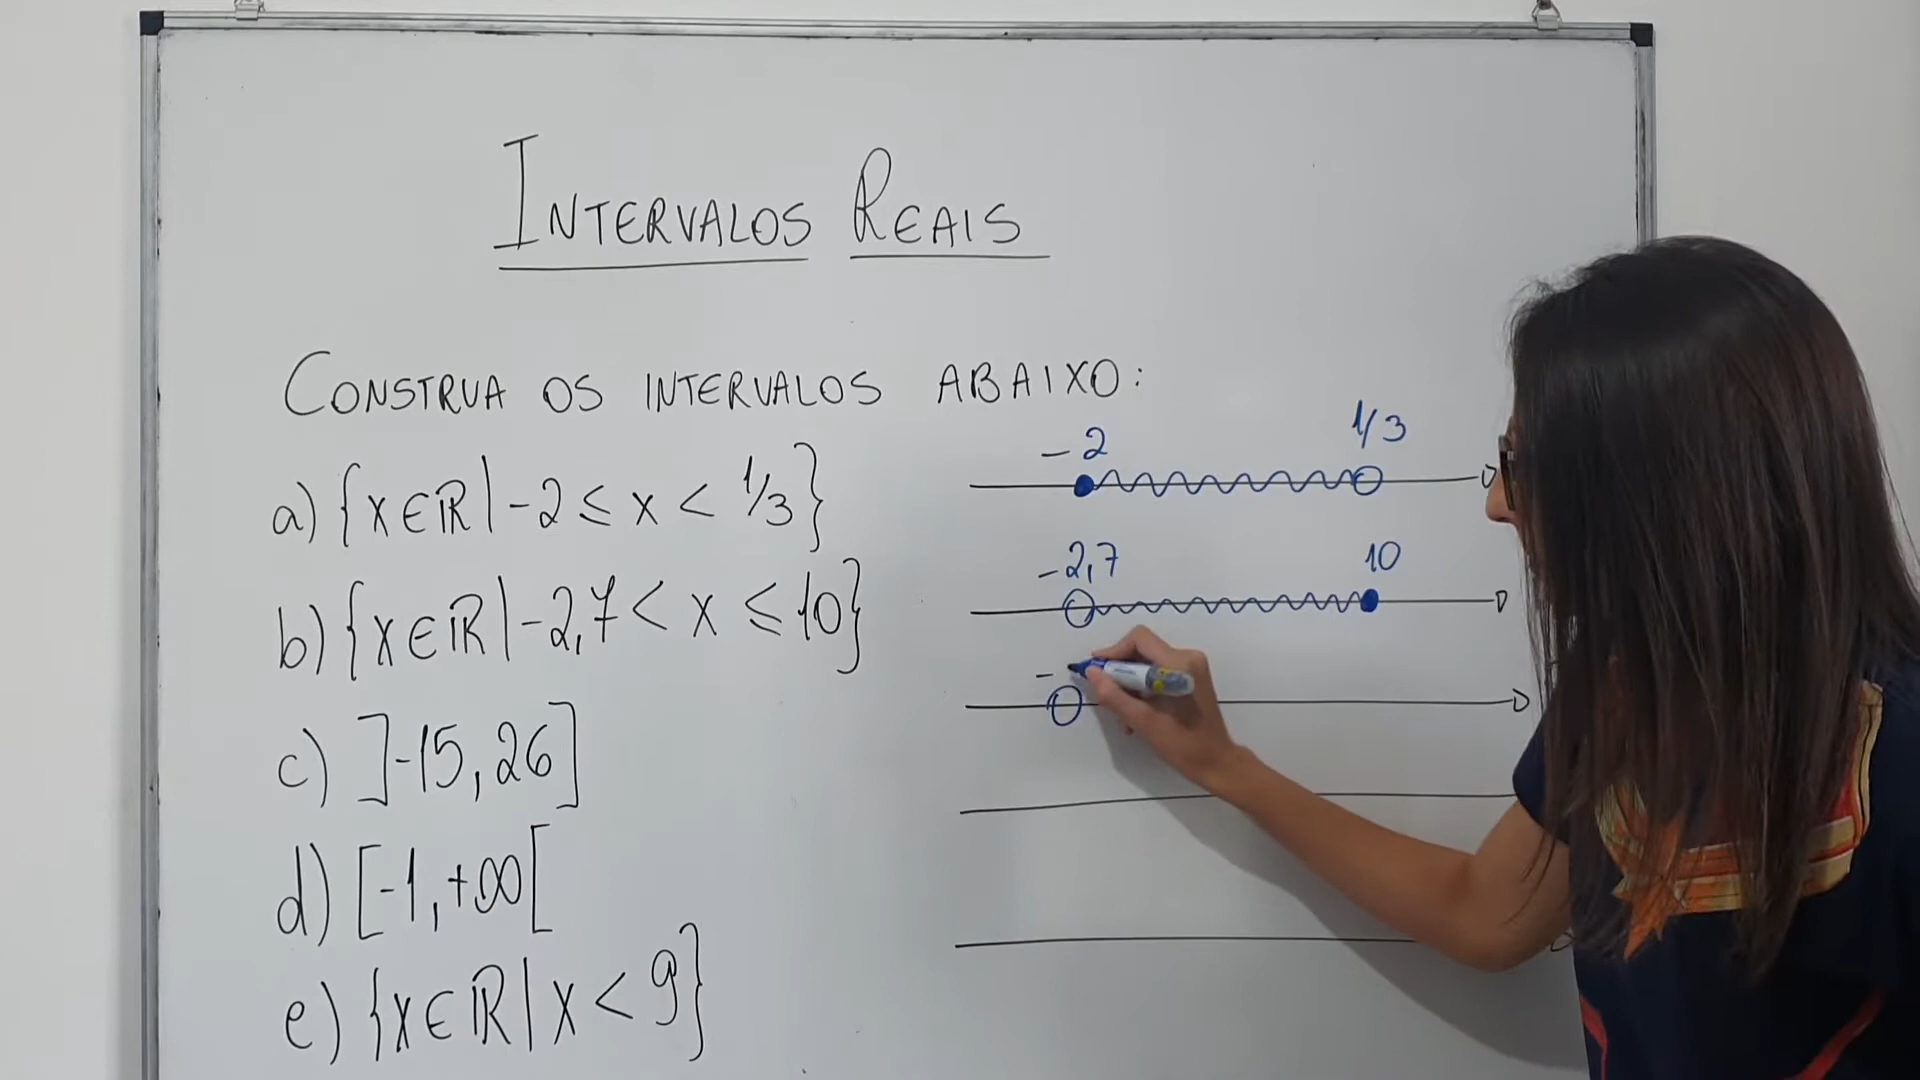 INTERVALOS REAIS
CONSTRUA OS INTERVALOS ABAIXO:
a) {x∈ℝ|-2 ≤ x < 1/3}
-2 1/3
b) {x∈ℝ|-2,7 < x ≤ 10}
-2,7 10
c) ]-15, 26]
-
d) [-1, +∞[
e) {x∈ℝ| x < 9}